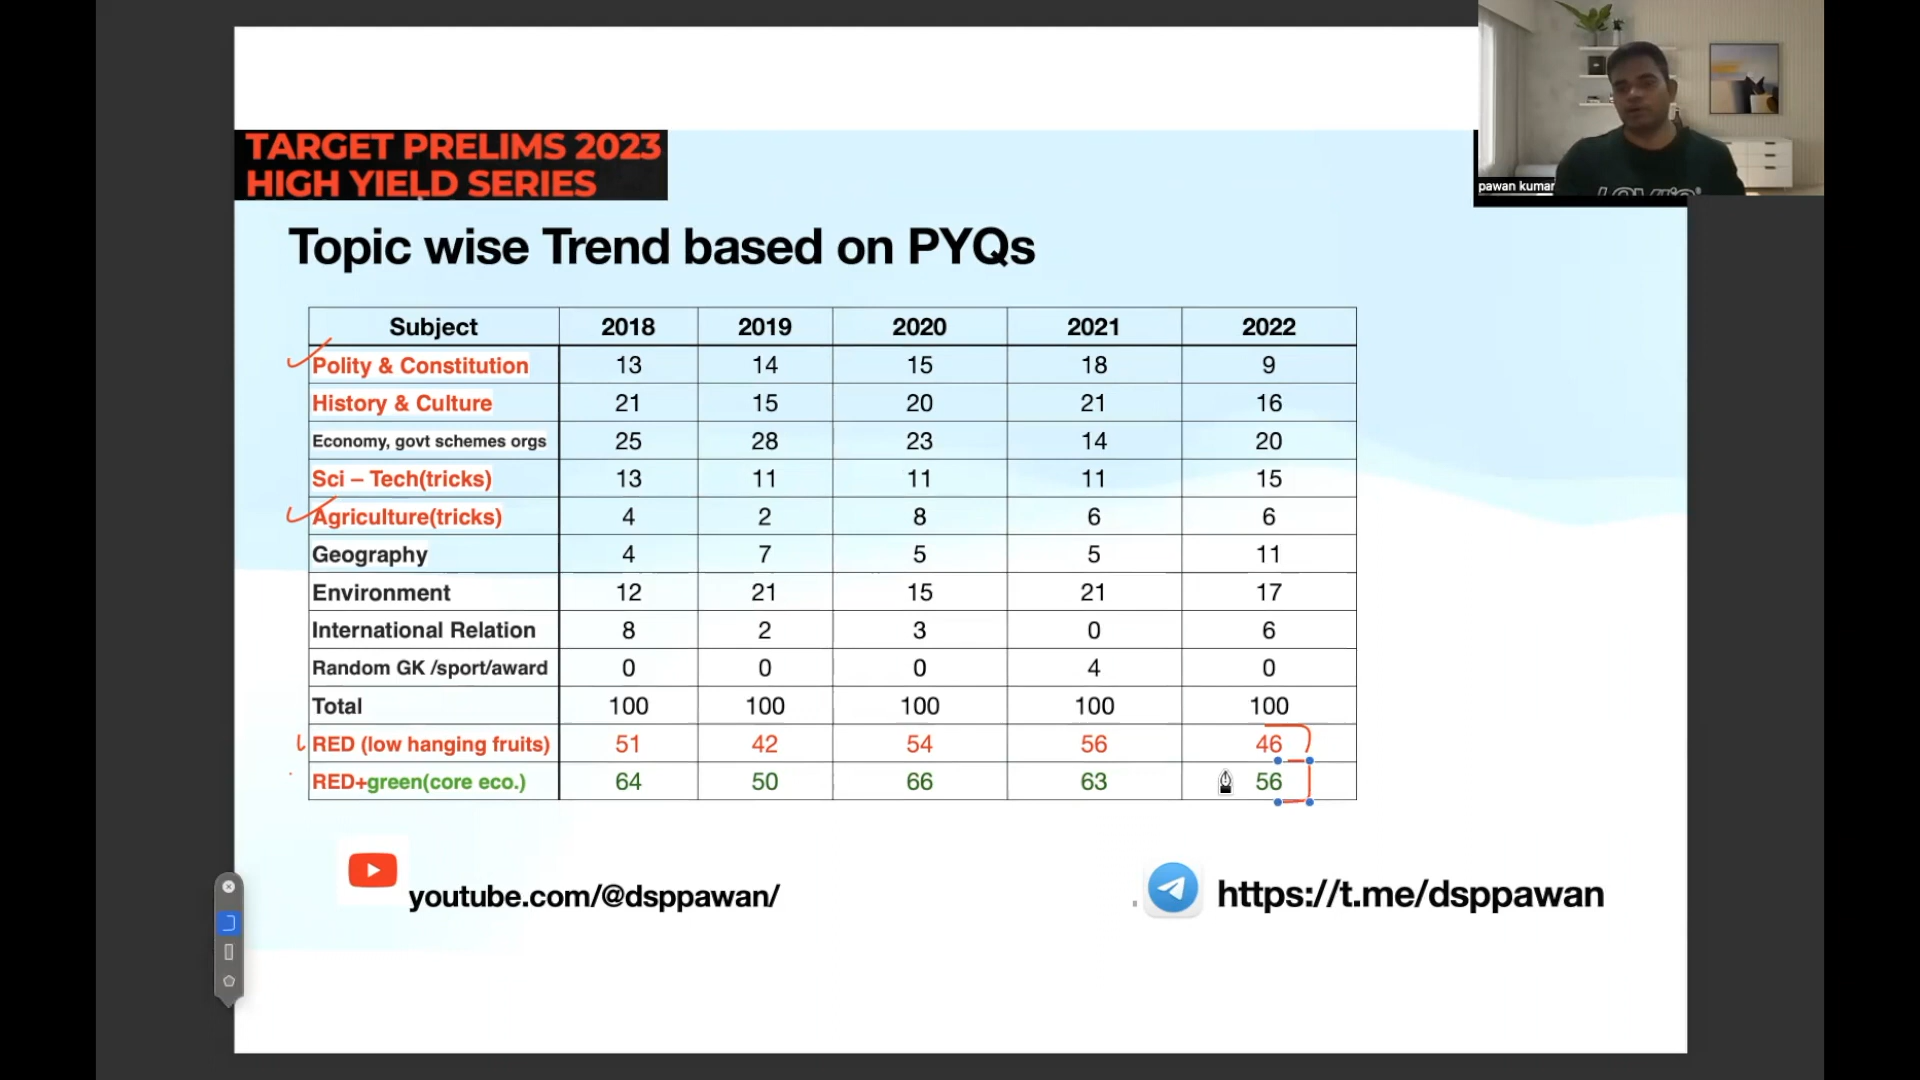 TARGET PRELIMS 2023
HIGH YIELD SERIES
pawan kumar
Topic wise Trend based on PYQs
Subject 2018 2019 2020 2021 2022
Polity & Constitution 13 14 15 18 9
History & Culture 21 15 20 21 16
Economy, govt schemes orgs 25 28 23 14 20
Sci – Tech(tricks) 13 11 11 11 15
Agriculture(tricks) 4 2 8 6 6
Geography 4 7 5 5 11
Environment 12 21 15 21 17
International Relation 8 2 3 0 6
Random GK /sport/award 0 0 0 4 0
Total 100 100 100 100 100
RED (low hanging fruits) 51 42 54 56 46
RED+green(core eco.) 64 50 66 63 56
youtube.com/@dsppawan/
https://t.me/dsppawan